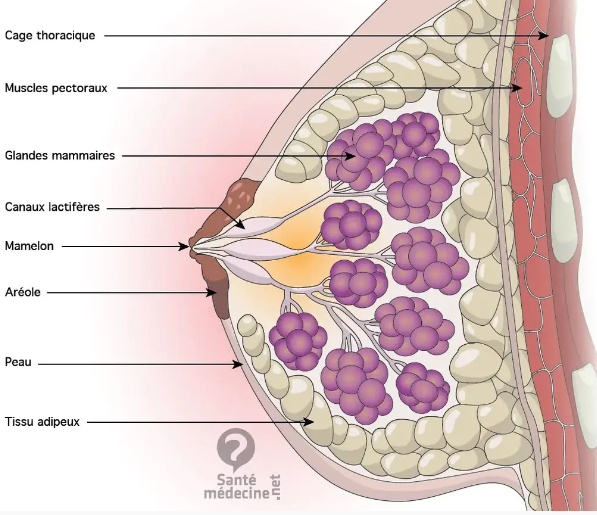 Cage thoracique
Muscles pectoraux
Glandes mammaires
Canaux lactifères
Mamelon
Aréole
Peau
Tissu adipeux
Santé
médecine.net